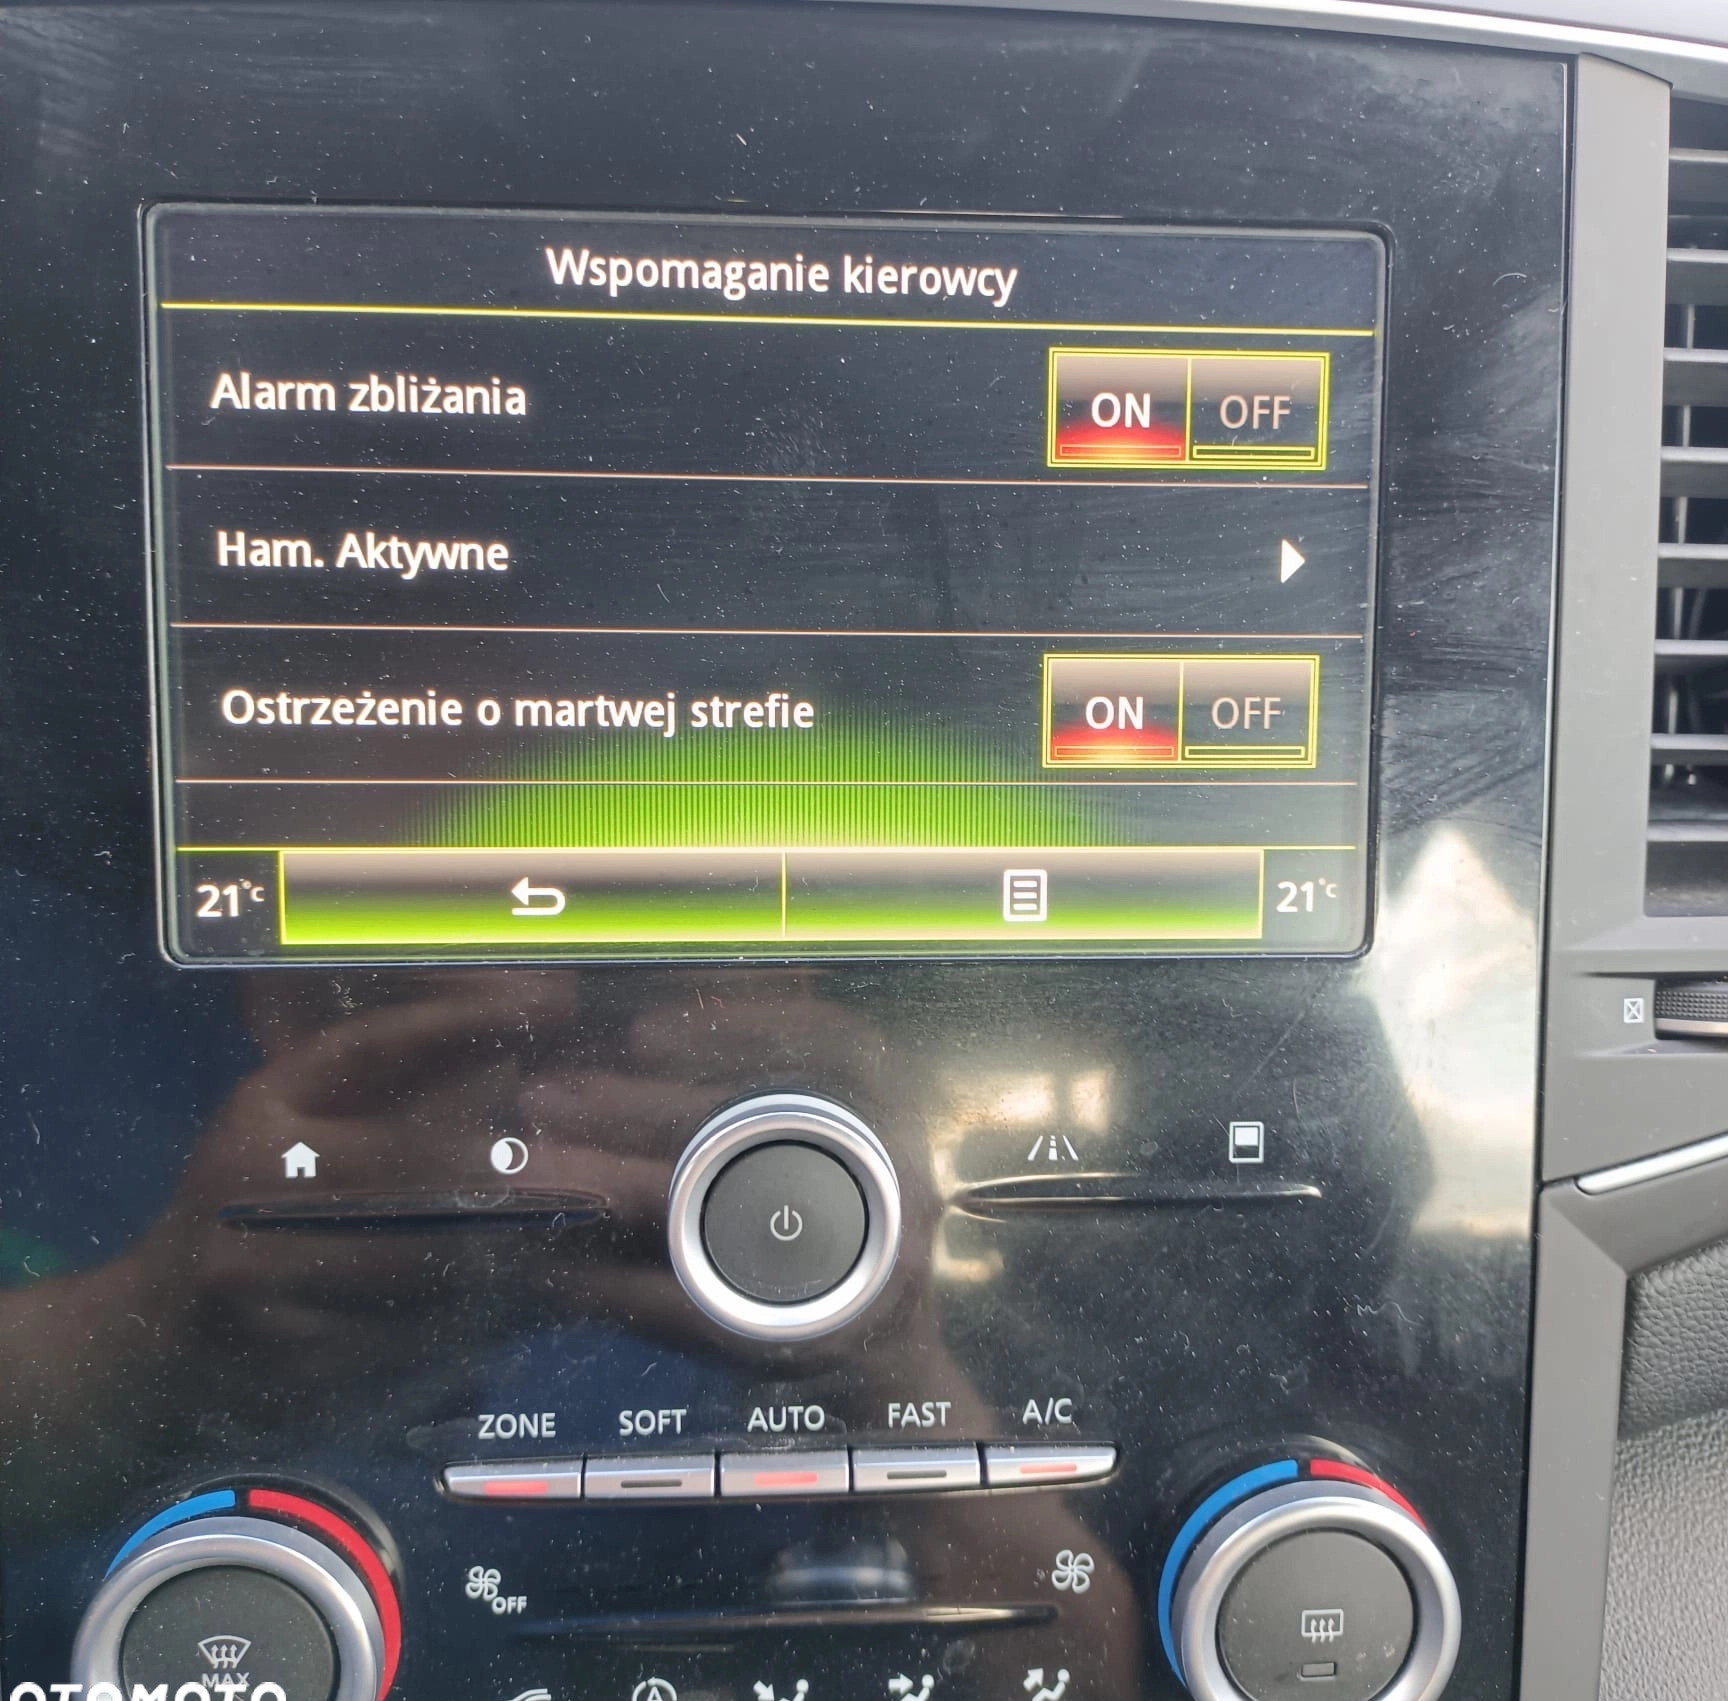 Wspomaganie kierowcy
Alarm zbliżania ON OFF
Ham. Aktywne
Ostrzeżenie o martwej strefie ON OFF
21°c 21°c
ZONE SOFT AUTO FAST A/C
OFF
MAX
OTOMOTO